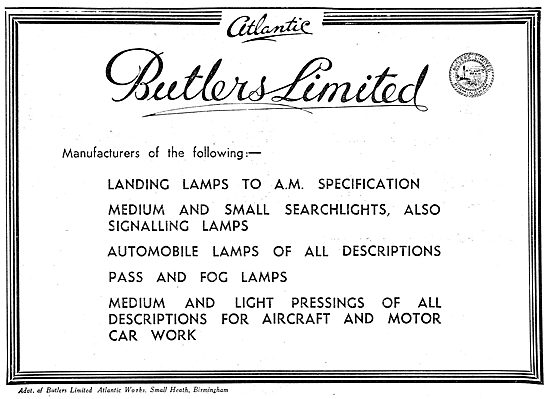 Atlantic
Butlers Limited
Manufacturers of the following:—
LANDING LAMPS TO A.M. SPECIFICATION
MEDIUM AND SMALL SEARCHLIGHTS, ALSO
SIGNALLING LAMPS
AUTOMOBILE LAMPS OF ALL DESCRIPTIONS
PASS AND FOG LAMPS
MEDIUM AND LIGHT PRESSINGS OF ALL
DESCRIPTIONS FOR AIRCRAFT AND MOTOR
CAR WORK
Advt. of Butlers Limited Atlantic Works, Small Heath, Birmingham